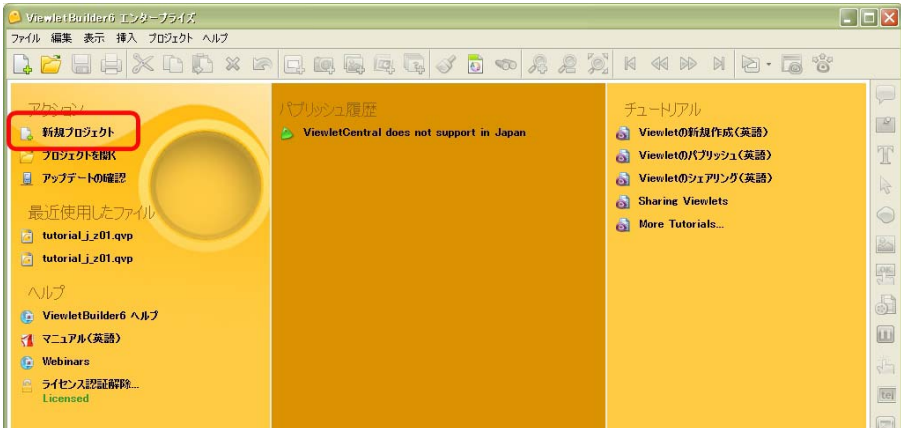 ViewletBuilder6 エンタープライズ
ファイル 編集 表示 挿入 プロジェクト ヘルプ
アクション
新規プロジェクト
プロジェクトを開く
アップデートの確認
最近使用したファイル
tutorial_j_z01.qvp
tutorial_j_z01.qvp
ヘルプ
ViewletBuilder6 ヘルプ
マニュアル(英語)
Webinars
ライセンス認証解除...
Licensed
パブリッシュ履歴
ViewletCentral does not support in Japan
チュートリアル
Viewletの新規作成(英語)
Viewletのパブリッシュ(英語)
Viewletのシェアリング(英語)
Sharing Viewlets
More Tutorials...